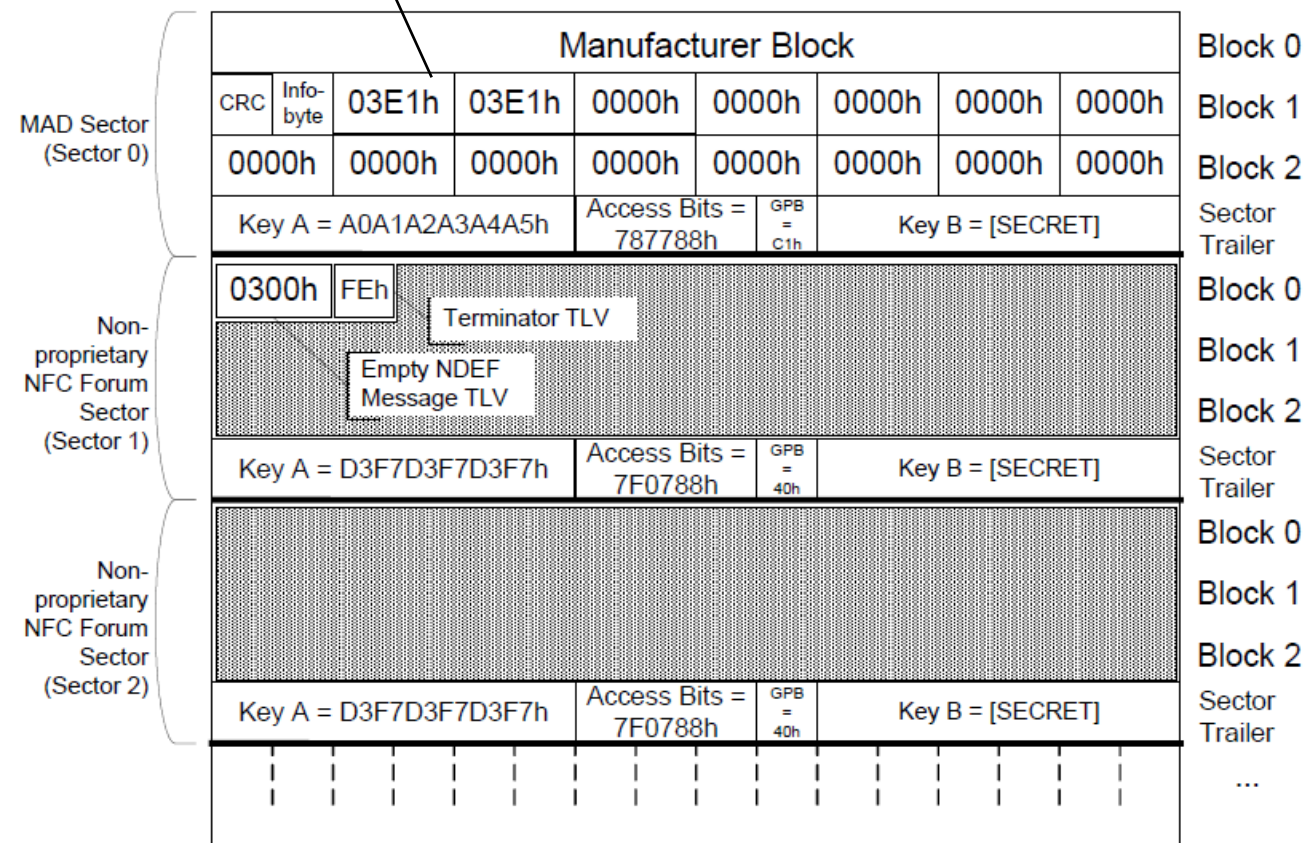 Manufacturer Block
Block 0
MAD Sector
(Sector 0)
CRC
Info-
byte
03E1h 03E1h 0000h 0000h 0000h 0000h 0000h
Block 1
0000h 0000h 0000h 0000h 0000h 0000h 0000h 0000h
Block 2
Key A = A0A1A2A3A4A5h
Access Bits =
787788h
GPB
=
C1h
Key B = [SECRET]
Sector
Trailer
Non-
proprietary
NFC Forum
Sector
(Sector 1)
0300h FEh
Block 0
Terminator TLV
Block 1
Empty NDEF
Message TLV
Block 2
Key A = D3F7D3F7D3F7h
Access Bits =
7F0788h
GPB
=
40h
Key B = [SECRET]
Sector
Trailer
Non-
proprietary
NFC Forum
Sector
(Sector 2)
Block 0
Block 1
Block 2
Key A = D3F7D3F7D3F7h
Access Bits =
7F0788h
GPB
=
40h
Key B = [SECRET]
Sector
Trailer
...